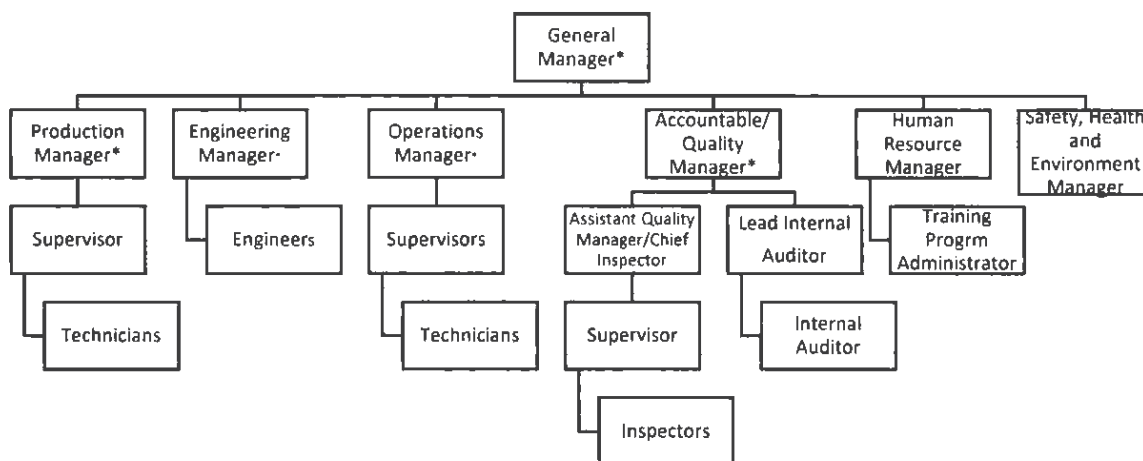 General
Manager*
Production
Manager*
Engineering
Manager*
Operations
Manager*
Accountable/
Quality
Manager*
Human
Resource
Manager
Safety, Health
and
Environment
Manager
Supervisor
Engineers
Supervisors
Assistant Quality
Manager/Chief
Inspector
Lead Internal
Auditor
Training
Progrm
Administrator
Technicians
Technicians
Supervisor
Internal
Auditor
Inspectors